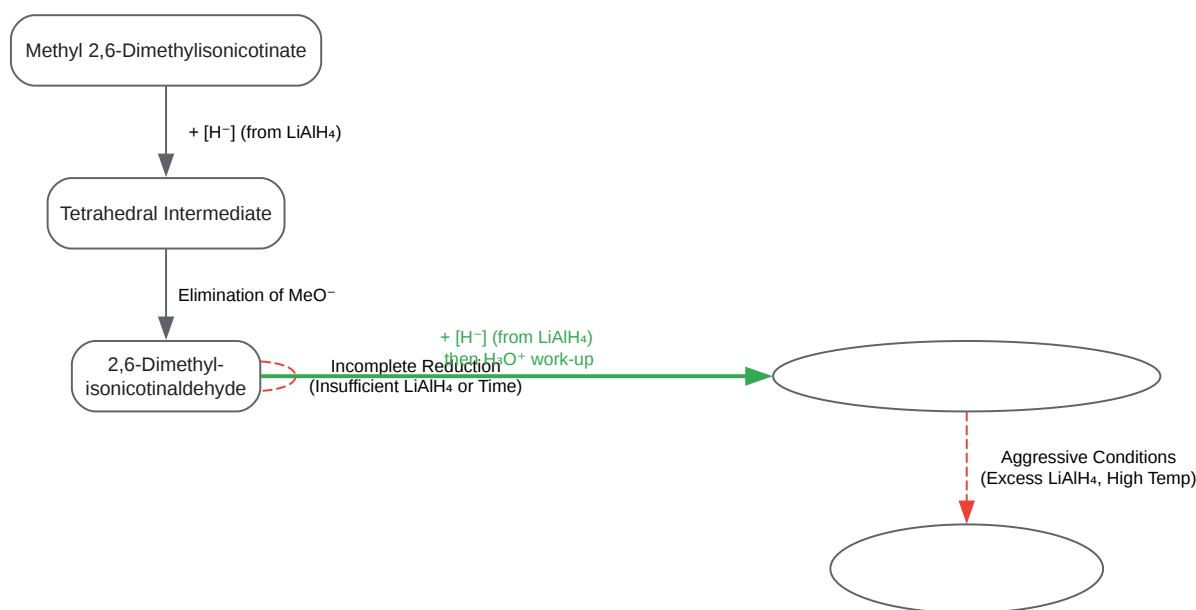 Methyl 2,6-Dimethylisonicotinate
+ [H⁻] (from LiAlH₄)
Tetrahedral Intermediate
Elimination of MeO⁻
2,6-Dimethyl-
isonicotinaldehyde
+ [H⁻] (from LiAlH₄)
then H₃O⁺ work-up
Incomplete Reduction
(Insufficient LiAlH₄ or Time)
Aggressive Conditions
(Excess LiAlH₄, High Temp)